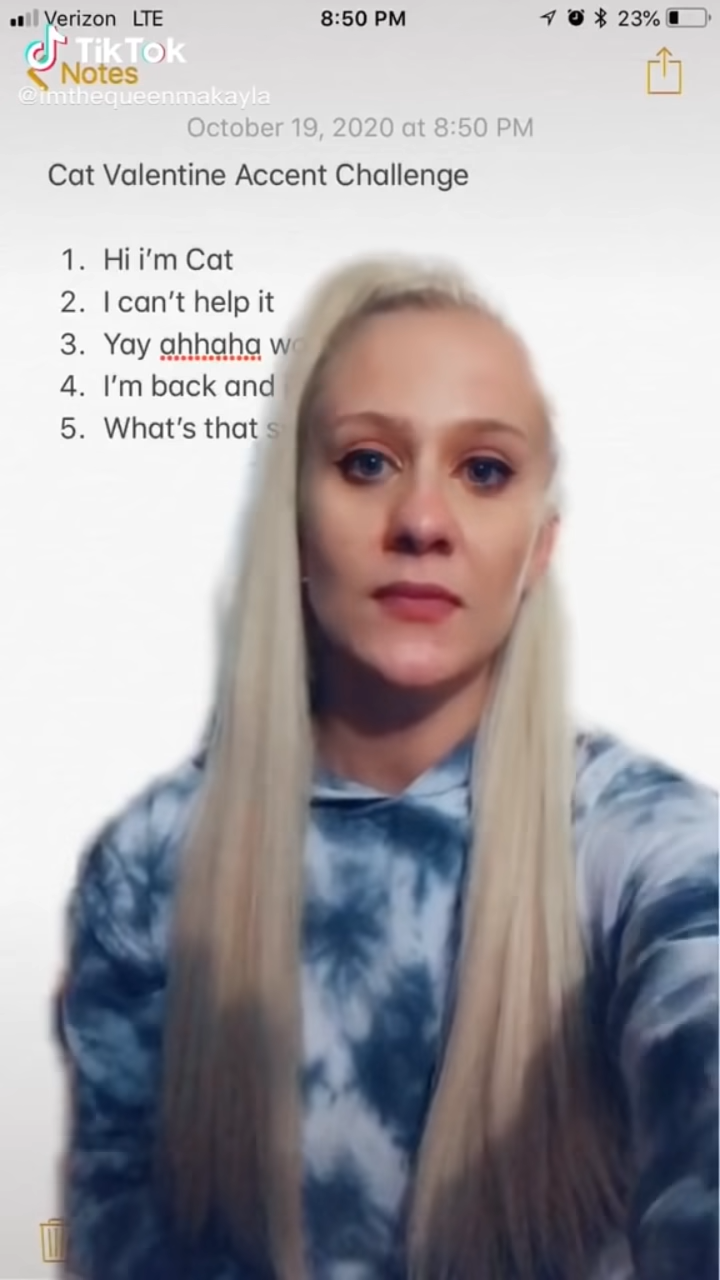 Verizon LTE 8:50 PM 23%
TikTok
Notes
@imthequeenmakayla
October 19, 2020 at 8:50 PM
Cat Valentine Accent Challenge
1. Hi i'm Cat
2. I can't help it
3. Yay ahhaha
4. I'm back and
5. What's that